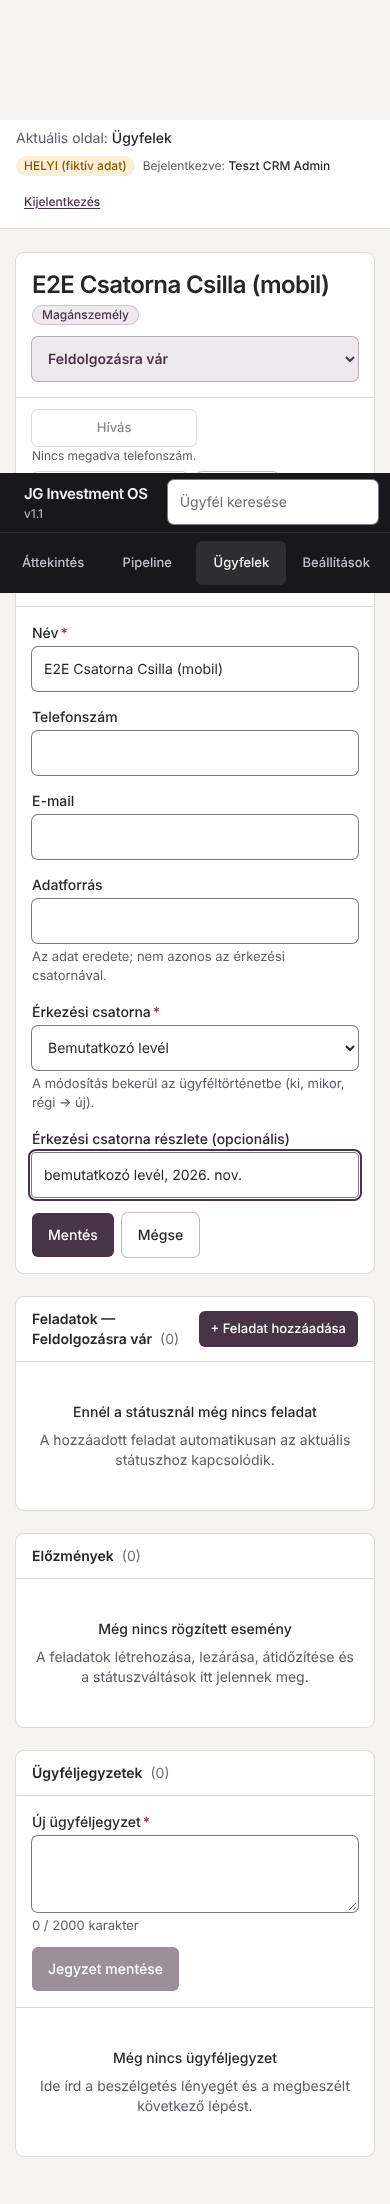 Aktuális oldal: Ügyfelek
HELYI (fiktív adat) Bejelentkezve: Teszt CRM Admin
Kijelentkezés
E2E Csatorna Csilla (mobil)
Magánszemély
Feldolgozásra vár
Hívás
Nincs megadva telefonszám.
JG Investment OS
v1.1
Ügyfél keresése
Áttekintés Pipeline Ügyfelek Beállítások
Név *
E2E Csatorna Csilla (mobil)
Telefonszám
E-mail
Adatforrás
Az adat eredete; nem azonos az érkezési
csatornával.
Érkezési csatorna *
Bemutatkozó levél
A módosítás bekerül az ügyféltörténetbe (ki, mikor,
régi → új).
Érkezési csatorna részlete (opcionális)
bemutatkozó levél, 2026. nov.
Mentés Mégse
Feladatok —
Feldolgozásra vár (0)
+ Feladat hozzáadása
Ennél a státusznál még nincs feladat
A hozzáadott feladat automatikusan az aktuális
státuszhoz kapcsolódik.
Előzmények (0)
Még nincs rögzített esemény
A feladatok létrehozása, lezárása, átidőzítése és
a státuszváltások itt jelennek meg.
Ügyféljegyzetek (0)
Új ügyféljegyzet *
0 / 2000 karakter
Jegyzet mentése
Még nincs ügyféljegyzet
Ide írd a beszélgetés lényegét és a megbeszélt
következő lépést.